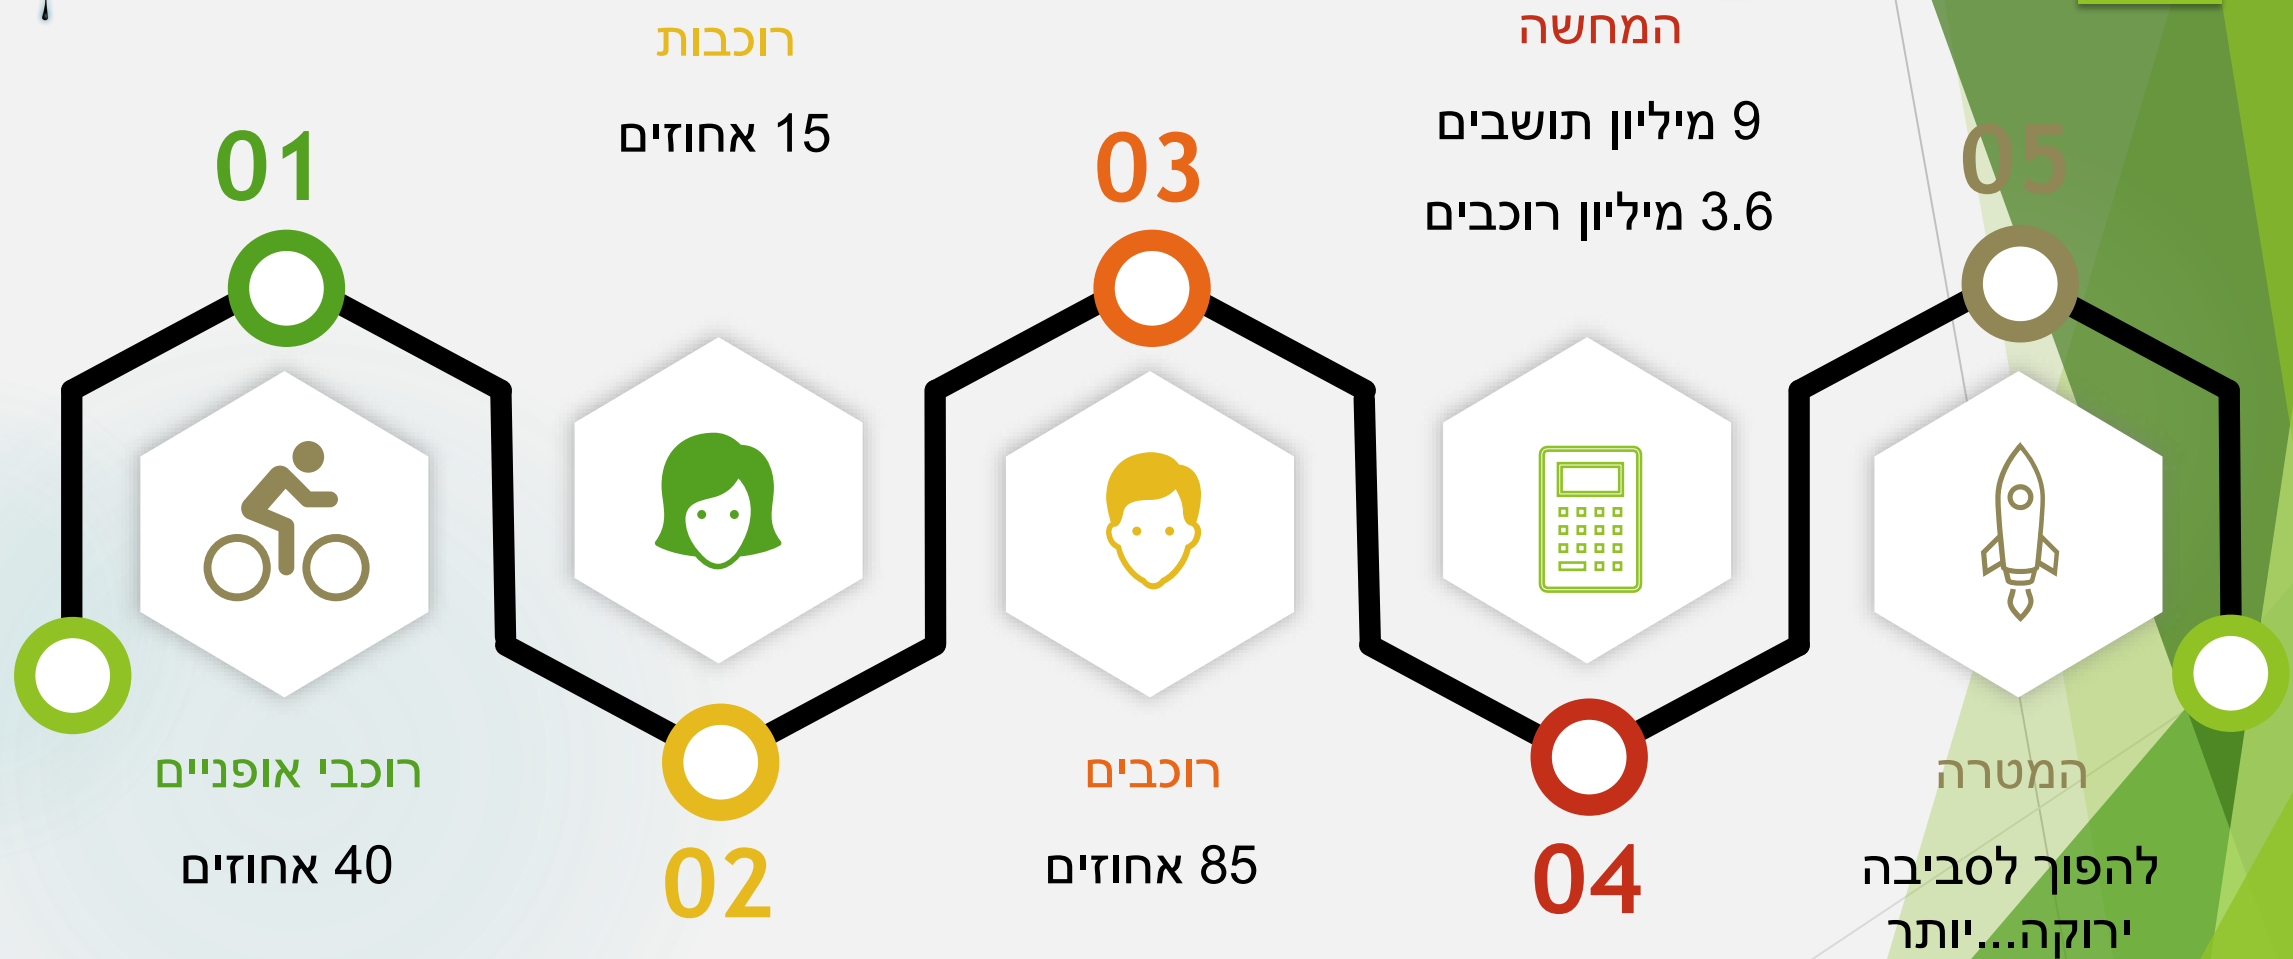 01
רוכבי אופניים
40 אחוזים
רוכבות
15 אחוזים
02
03
רוכבים
85 אחוזים
המחשה
9 מיליון תושבים
3.6 מיליון רוכבים
04
05
המטרה
להפוך לסביבה
ירוקה...יותר